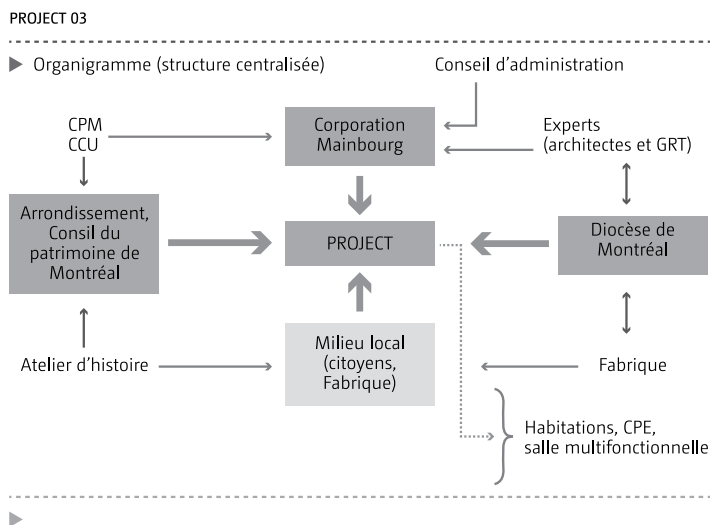 PROJECT 03
Organigramme (structure centralisée)
Conseil d'administration
CPM
CCU
Corporation
Mainbourg
Experts
(architectes et GRT)
Arrondissement,
Consil du
patrimoine de
Montréal
PROJECT
Diocèse de
Montréal
Atelier d'histoire
Milieu local
(citoyens,
Fabrique)
Fabrique
Habitations, CPE,
salle multifonctionnelle